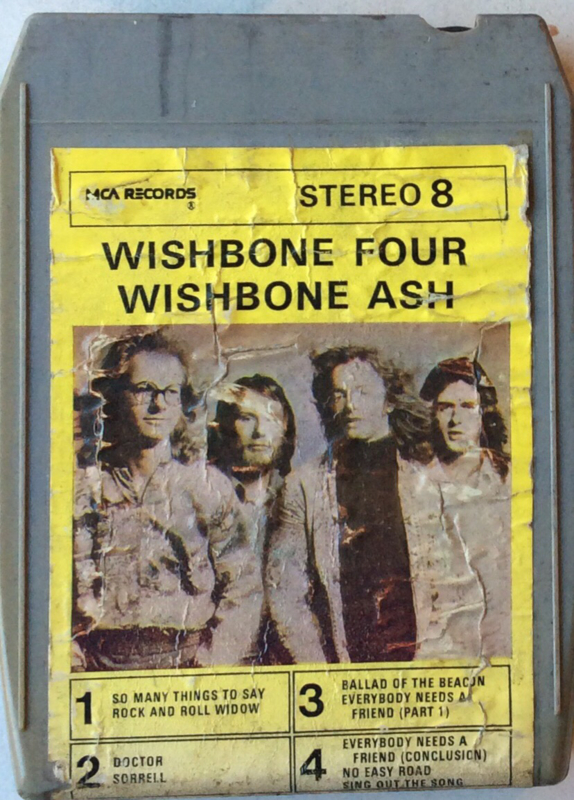 MCA RECORDS ®
STEREO 8
WISHBONE FOUR
WISHBONE ASH
1
SO MANY THINGS TO SAY
ROCK AND ROLL WIDOW
2
DOCTOR
SORRELL
3
BALLAD OF THE BEACON
EVERYBODY NEEDS A
FRIEND (PART 1)
4
EVERYBODY NEEDS A
FRIEND (CONCLUSION)
NO EASY ROAD
SING OUT THE SONG